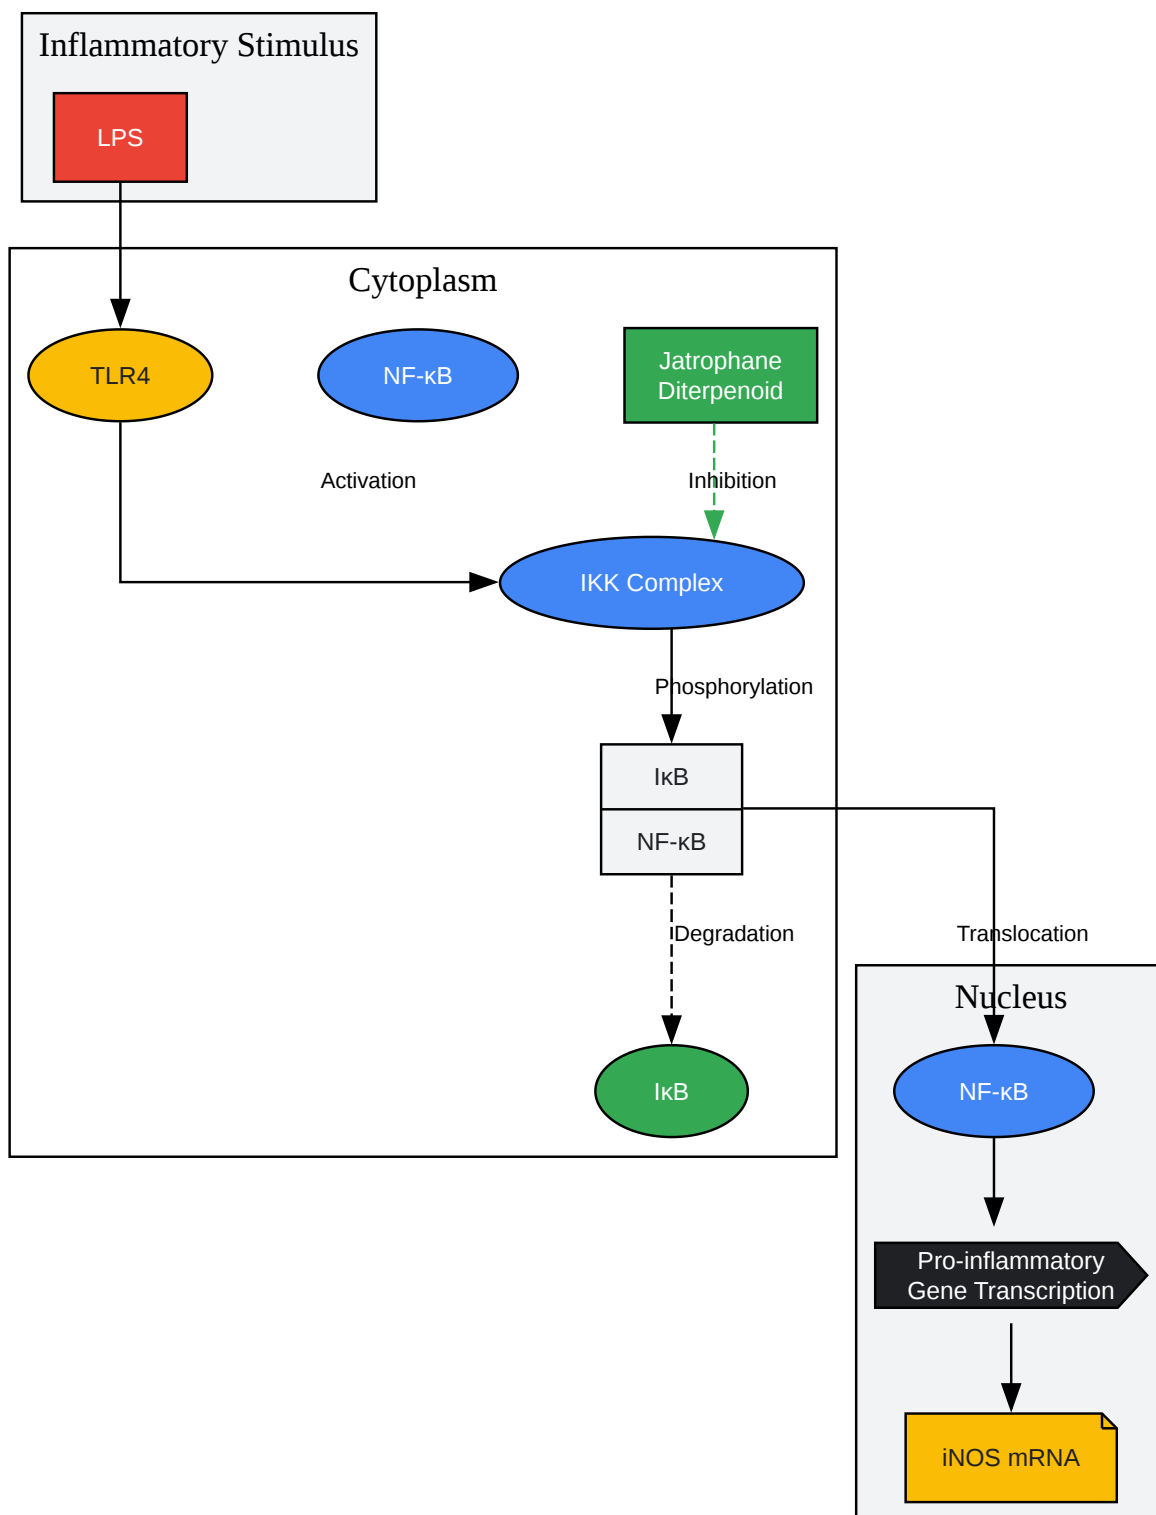 Inflammatory Stimulus
LPS
Cytoplasm
TLR4
NF-κB
Jatrophane
Diterpenoid
Activation
Inhibition
IKK Complex
Phosphorylation
IκB
NF-κB
Degradation
Translocation
Nucleus
IκB
NF-κB
Pro-inflammatory
Gene Transcription
iNOS mRNA